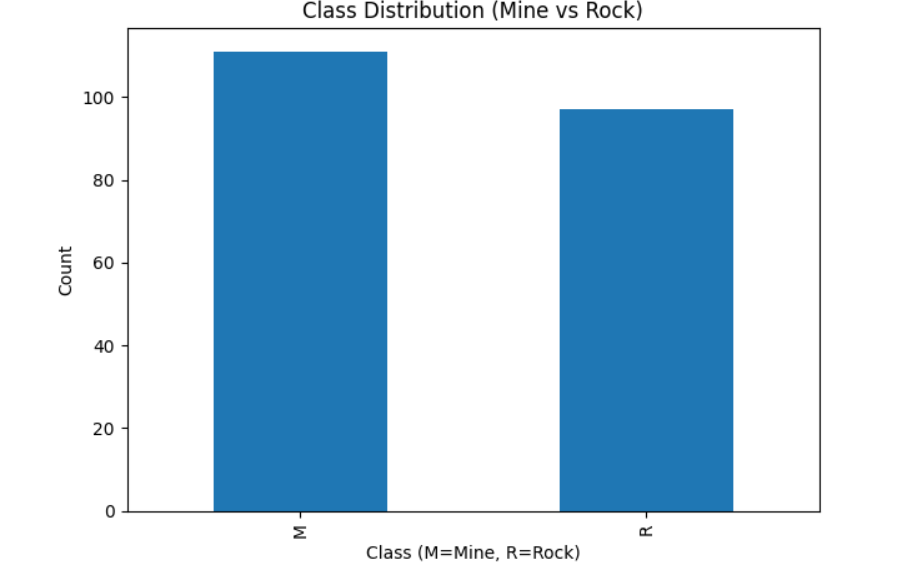 Class Distribution (Mine vs Rock)
100
80
60
40
20
0
Count
M
R
Class (M=Mine, R=Rock)